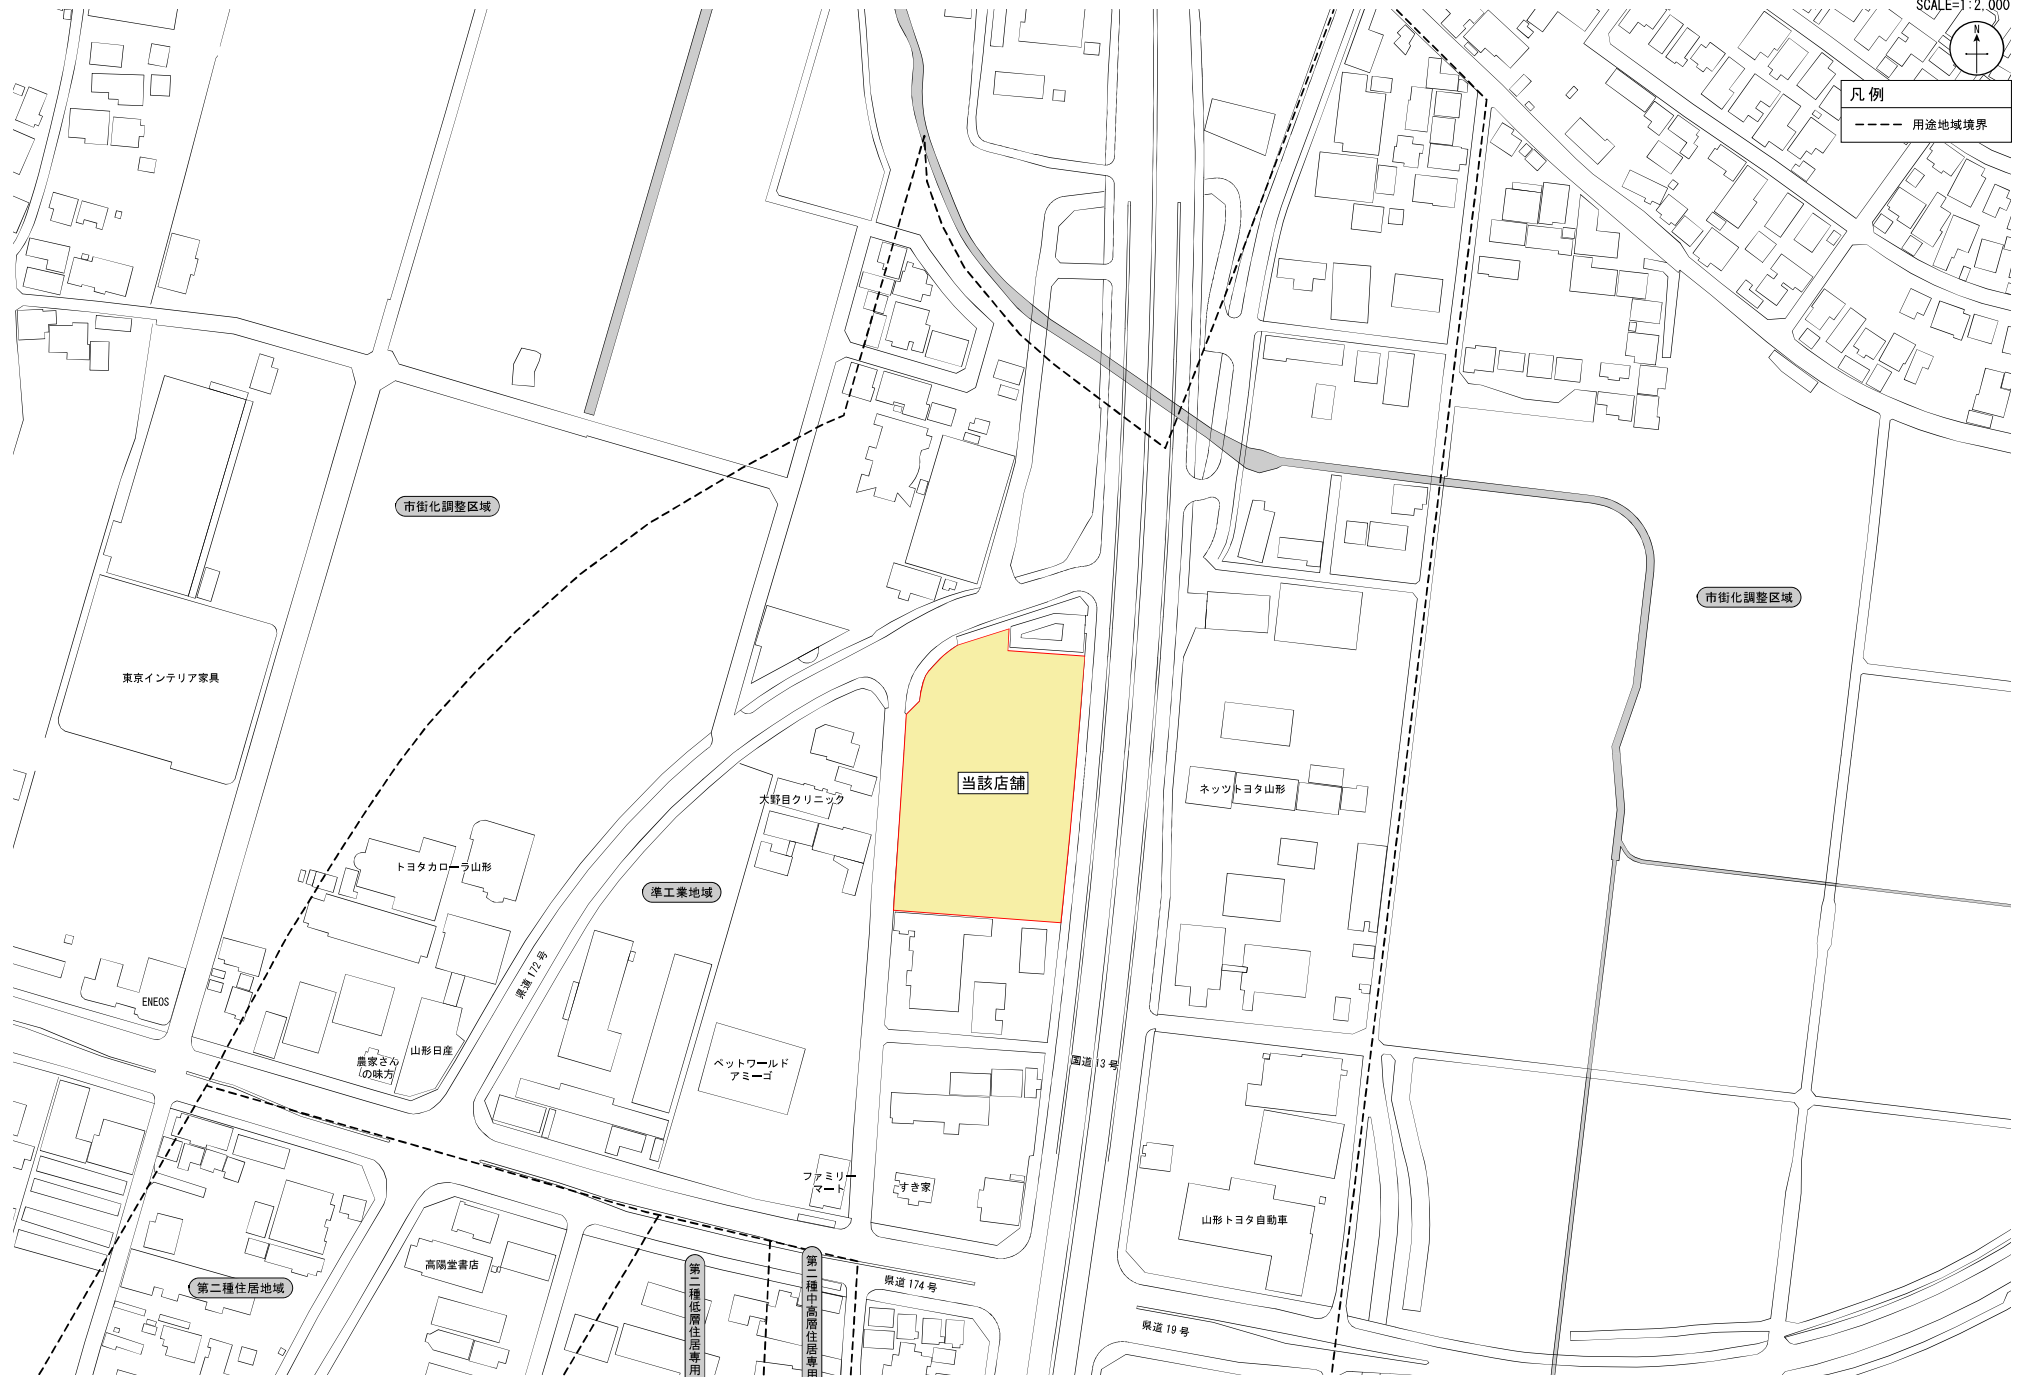 SCALE=1:2,000
N
凡例
用途地域境界
市街化調整区域
市街化調整区域
東京インテリア家具
当該店舗
ネッツトヨタ山形
大野目クリニック
トヨタカローラ山形
準工業地域
県道172号
ENEOS
山形日産
農家さん
の味方
ペットワールド
アミーゴ
国道13号
ファミリー
マート
すき家
山形トヨタ自動車
高陽堂書店
第二種住居地域
第二種低層住居専用
第二種中高層住居専用
県道174号
県道19号